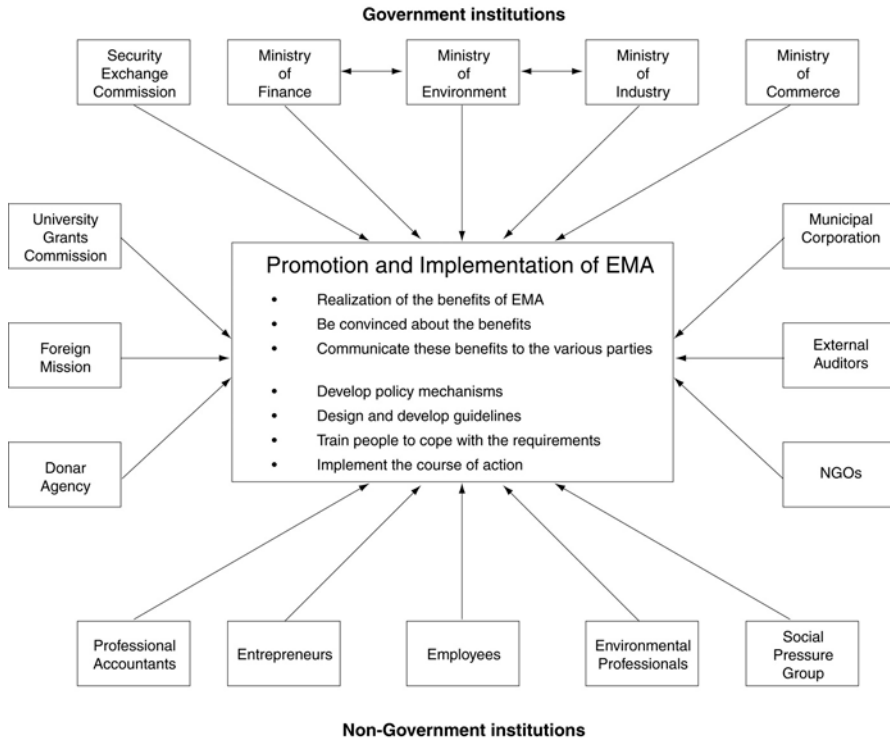 Government institutions
Security
Exchange
Commission
Ministry
of
Finance
Ministry
of
Environment
Ministry
of
Industry
Ministry
of
Commerce
University
Grants
Commission
Municipal
Corporation
Promotion and Implementation of EMA
• Realization of the benefits of EMA
• Be convinced about the benefits
• Communicate these benefits to the various parties
• Develop policy mechanisms
• Design and develop guidelines
• Train people to cope with the requirements
• Implement the course of action
Foreign
Mission
External
Auditors
Donar
Agency
NGOs
Professional
Accountants
Entrepreneurs
Employees
Environmental
Professionals
Social
Pressure
Group
Non-Government institutions